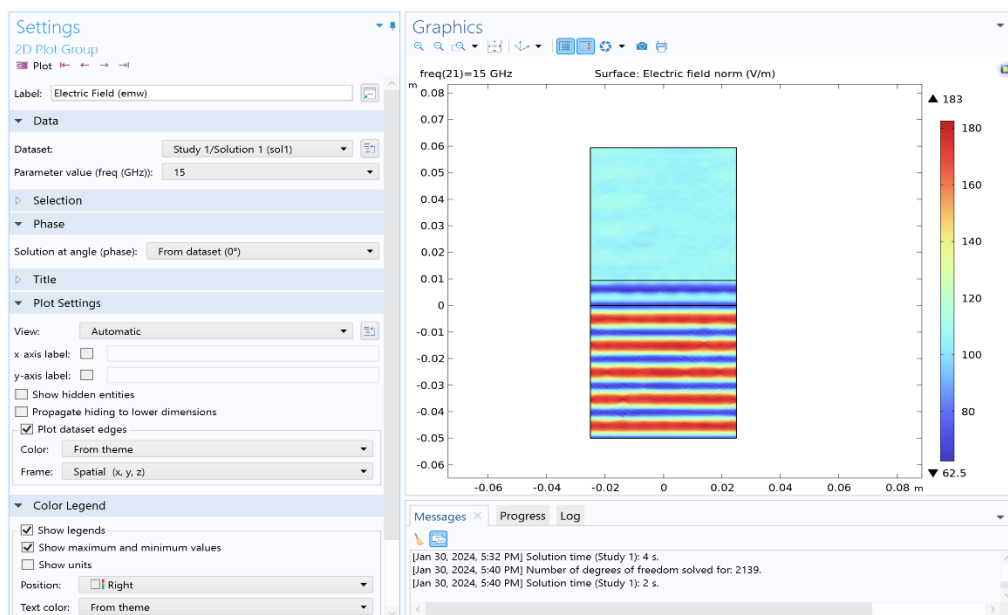 Settings
2D Plot Group
Plot
Label: Electric Field (emw)
Data
Dataset: Study 1/Solution 1 (sol1)
Parameter value (freq (GHz)): 15
Selection
Phase
Solution at angle (phase): From dataset (0°)
Title
Plot Settings
View: Automatic
x axis label:
y-axis label:
Show hidden entities
Propagate hiding to lower dimensions
Plot dataset edges
Color: From theme
Frame: Spatial (x, y, z)
Color Legend
Show legends
Show maximum and minimum values
Show units
Position: Right
Text color: From theme
Graphics
freq(21)=15 GHz Surface: Electric field norm (V/m)
m
0.08
0.07
0.06
0.05
0.04
0.03
0.02
0.01
0
-0.01
-0.02
-0.03
-0.04
-0.05
-0.06
-0.06 -0.04 -0.02 0 0.02 0.04 0.06 0.08 m
183
180
160
140
120
100
80
62.5
Messages Progress Log
[Jan 30, 2024, 5:32 PM] Solution time (Study 1): 4 s.
[Jan 30, 2024, 5:40 PM] Number of degrees of freedom solved for: 2139.
[Jan 30, 2024, 5:40 PM] Solution time (Study 1): 2 s.